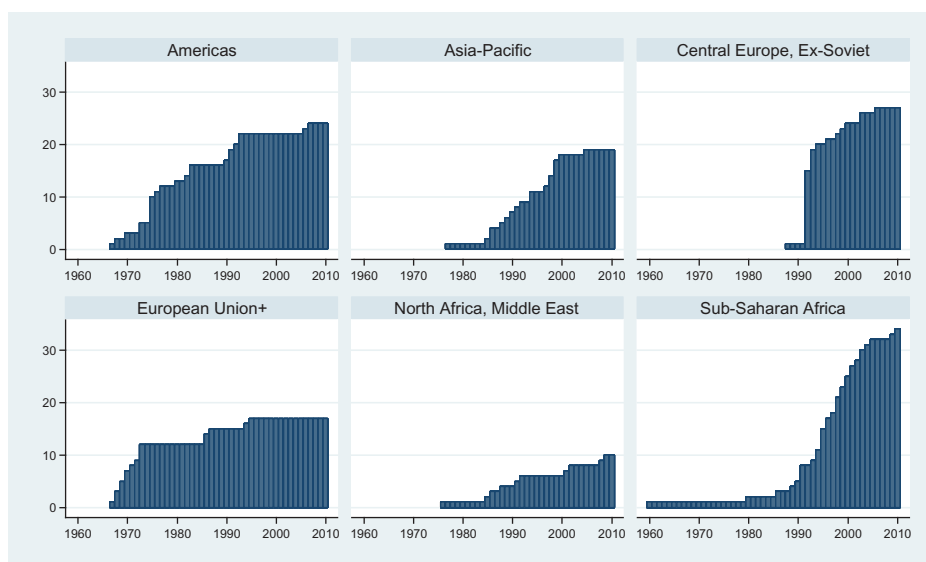 Americas
Asia-Pacific
Central Europe, Ex-Soviet
30
20
10
0
1960 1970 1980 1990 2000 2010
1960 1970 1980 1990 2000 2010
1960 1970 1980 1990 2000 2010
European Union+
North Africa, Middle East
Sub-Saharan Africa
30
20
10
0
1960 1970 1980 1990 2000 2010
1960 1970 1980 1990 2000 2010
1960 1970 1980 1990 2000 2010